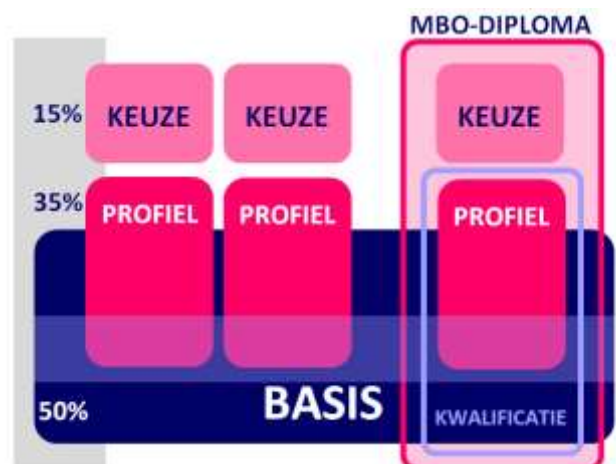 MBO-DIPLOMA
15% KEUZE KEUZE KEUZE
35% PROFIEL PROFIEL PROFIEL
50% BASIS KWALIFICATIE